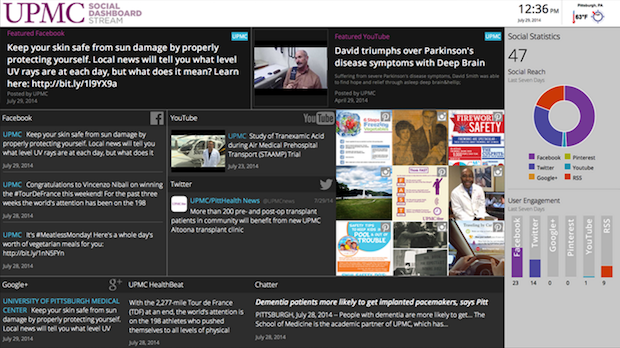 UPMC SOCIAL DASHBOARD STREAM
12:36 PM
July 29, 2014
Pittsburgh, PA
63°F
Featured Facebook
UPMC
Keep your skin safe from sun damage by properly
protecting yourself. Local news will tell you what level
UV rays are at each day, but what does it mean? Learn
here: http://bit.ly/1l9YX9a
Posted by UPMC
July 29, 2014
Featured YouTube
UPMC
David triumphs over Parkinson's
disease symptoms with Deep Brain
Suffering from severe Parkinson's disease symptoms, David Smith was able
to find hope and relief through asleep deep brain&hellip;
Posted by UPMC
April 29, 2014
Social Statistics
47
Social Reach
Last Seven Days
Facebook
Pinterest
Twitter
Youtube
Google+
RSS
User Engagement
Last Seven Days
Facebook
Twitter
Google+
Pinterest
YouTube
RSS
23
14
0
0
1
9
Facebook
UPMC Keep your skin safe from sun damage by
properly protecting yourself. Local news will tell you
what level UV rays are at each day, but what does it
July 29, 2014
UPMC Congratulations to Vincenzo Nibali on winning
the #TourDeFrance this weekend! For the past three
weeks the world's attention has been on the 198
July 28, 2014
UPMC It's #MeatlessMonday! Here's a whole day's
worth of vegetarian meals for you:
http://bit.ly/1nN5FYn
July 28, 2014
YouTube
YouTube
UPMC Study of Tranexamic Acid
during Air Medical Prehospital
Transport (STAAMP) Trial
July 23, 2014
Twitter
UPMC/PittHealth News @UPMCNews 7/29/14
More than 200 pre- and post-op transplant
patients in community will benefit from new UPMC
Altoona transplant clinic
FIREWORKS
SAFETY
POOL & OUT OF
TROUBLE
Google+
g+
UNIVERSITY OF PITTSBURGH MEDICAL
CENTER Keep your skin safe from sun
damage by properly protecting yourself.
Local news will tell you what level UV
July 29, 2014
UPMC HealthBeat
With the 2,277-mile Tour de France
(TDF) at an end, the world's attention is
on the 198 athletes who pushed
themselves to all levels of physical
July 28, 2014
Chatter
Dementia patients more likely to get implanted pacemakers, says Pitt
PITTSBURGH, July 28, 2014 -- People with dementia are more likely to get... The
School of Medicine is the academic partner of UPMC, which has...
July 28, 2014